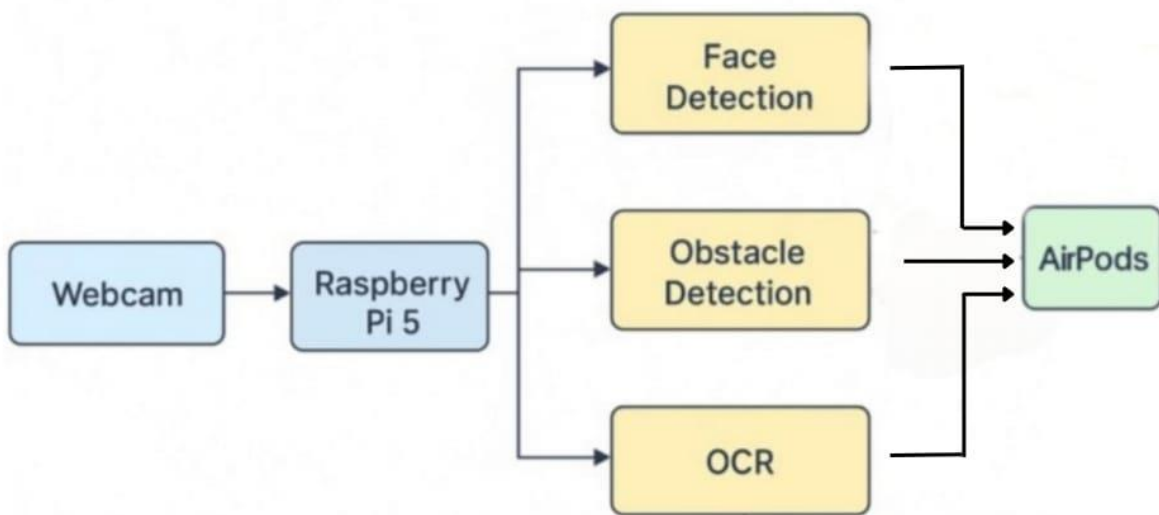 Webcam
Raspberry
Pi 5
Face
Detection
Obstacle
Detection
OCR
AirPods